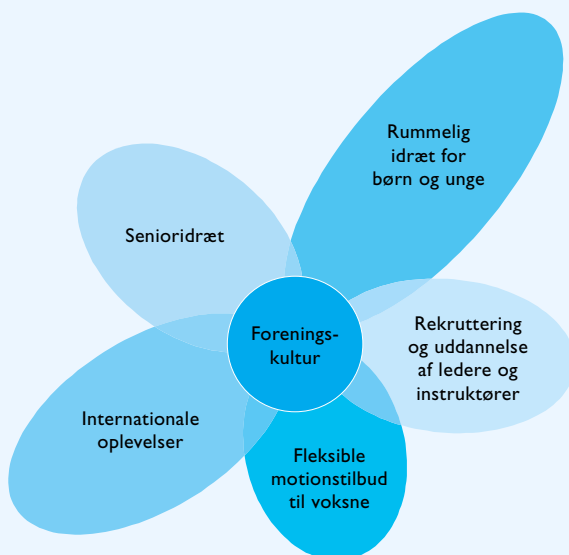 Rummelig
idræt for
børn og unge
Senioridræt
Forenings-
kultur
Rekruttering
og uddannelse
af ledere og
instruktører
Internationale
oplevelser
Fleksible
motionstilbud
til voksne